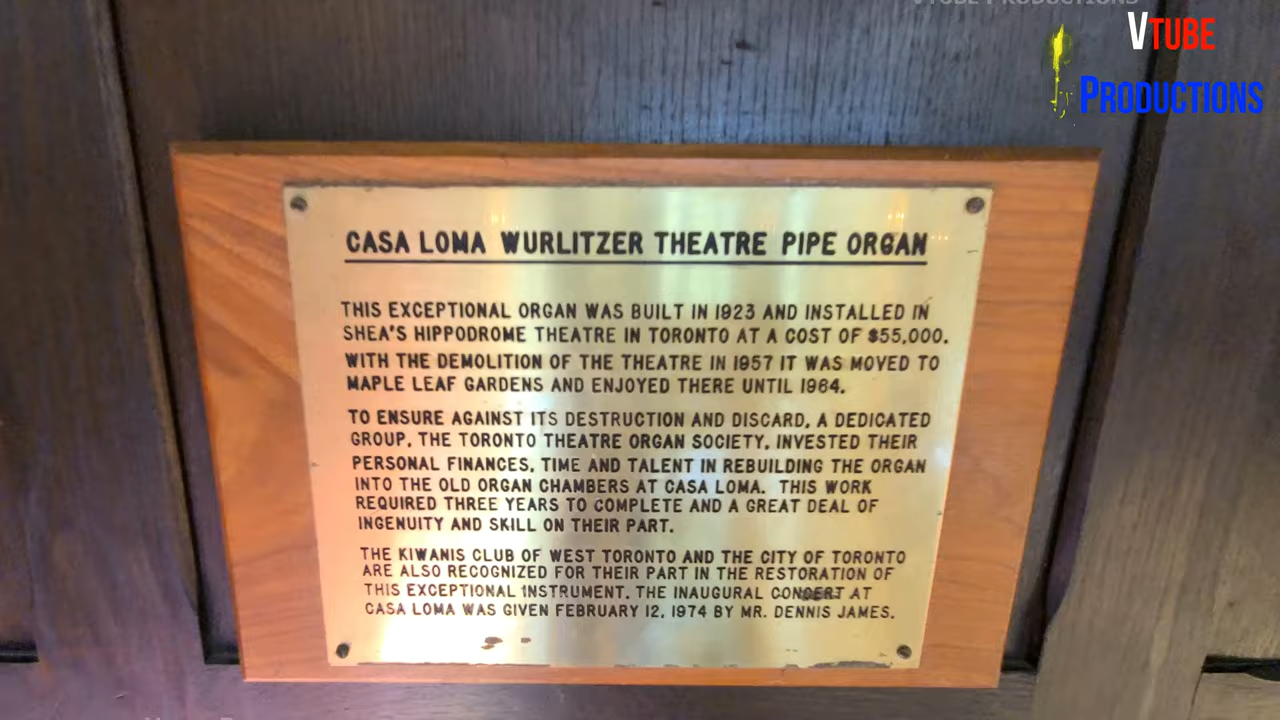 VTUBE PRODUCTIONS
VTUBE
PRODUCTIONS
CASA LOMA WURLITZER THEATRE PIPE ORGAN
THIS EXCEPTIONAL ORGAN WAS BUILT IN 1923 AND INSTALLED IN
SHEA'S HIPPODROME THEATRE IN TORONTO AT A COST OF $55,000.
WITH THE DEMOLITION OF THE THEATRE IN 1957 IT WAS MOVED TO
MAPLE LEAF GARDENS AND ENJOYED THERE UNTIL 1964.
TO ENSURE AGAINST ITS DESTRUCTION AND DISCARD, A DEDICATED
GROUP, THE TORONTO THEATRE ORGAN SOCIETY, INVESTED THEIR
PERSONAL FINANCES, TIME AND TALENT IN REBUILDING THE ORGAN
INTO THE OLD ORGAN CHAMBERS AT CASA LOMA. THIS WORK
REQUIRED THREE YEARS TO COMPLETE AND A GREAT DEAL OF
INGENUITY AND SKILL ON THEIR PART.
THE KIWANIS CLUB OF WEST TORONTO AND THE CITY OF TORONTO
ARE ALSO RECOGNIZED FOR THEIR PART IN THE RESTORATION OF
THIS EXCEPTIONAL INSTRUMENT. THE INAUGURAL CONCERT AT
CASA LOMA WAS GIVEN FEBRUARY 12, 1974 BY MR. DENNIS JAMES.